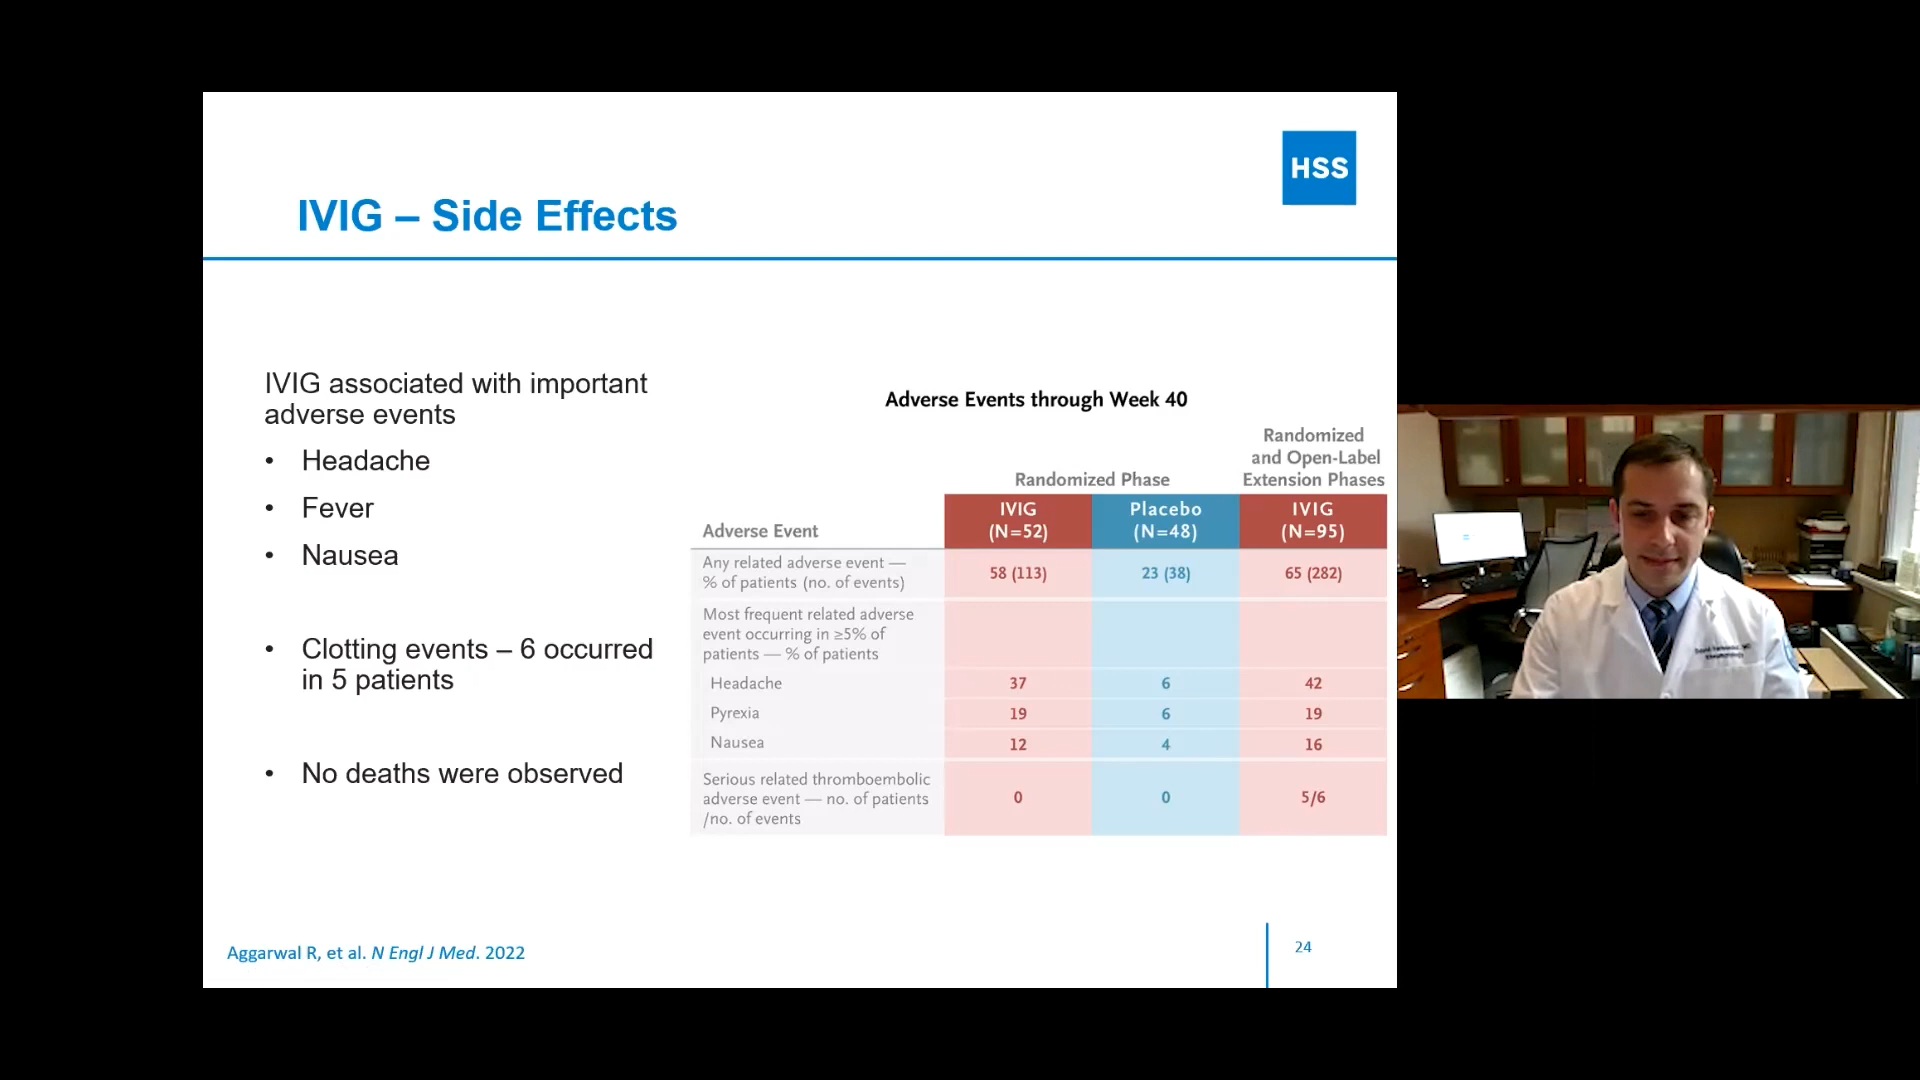 HSS
IVIG – Side Effects
IVIG associated with important
adverse events
• Headache
• Fever
• Nausea
• Clotting events – 6 occurred
in 5 patients
• No deaths were observed
Adverse Events through Week 40
Randomized Phase
Randomized
and Open-Label
Extension Phases
Adverse Event
IVIG
(N=52)
Placebo
(N=48)
IVIG
(N=95)
Any related adverse event —
% of patients (no. of events)
58 (113) 23 (38) 65 (282)
Most frequent related adverse
event occurring in ≥5% of
patients — % of patients
Headache 37 6 42
Pyrexia 19 6 19
Nausea 12 4 16
Serious related thromboembolic
adverse event — no. of patients
/no. of events
0 0 5/6
Aggarwal R, et al. N Engl J Med. 2022
24